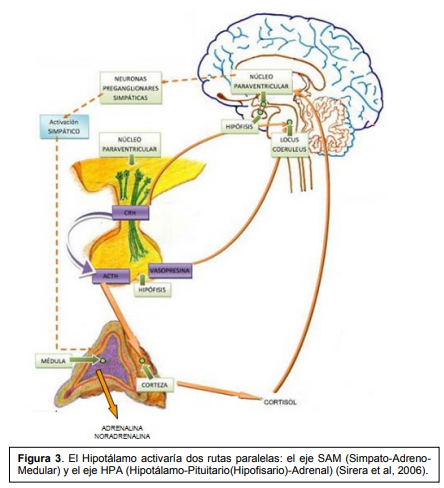 NEURONAS
PREGANGLIONARES
SIMPÁTICAS
NÚCLEO
PARAVENTRICULAR
Activación
SIMPÁTICO
NÚCLEO
PARAVENTRICULAR
HIPÓFISIS
LOCUS
COERULEUS
CRH
VASOPRESINA
ACTH
HIPÓFISIS
MÉDULA
CORTEZA
CORTISOL
ADRENALINA
NORADRENALINA
Figura 3. El Hipotálamo activaría dos rutas paralelas: el eje SAM (Simpato-Adreno-
Medular) y el eje HPA (Hipotálamo-Pituitario(Hipofisario)-Adrenal) (Sirera et al, 2006).